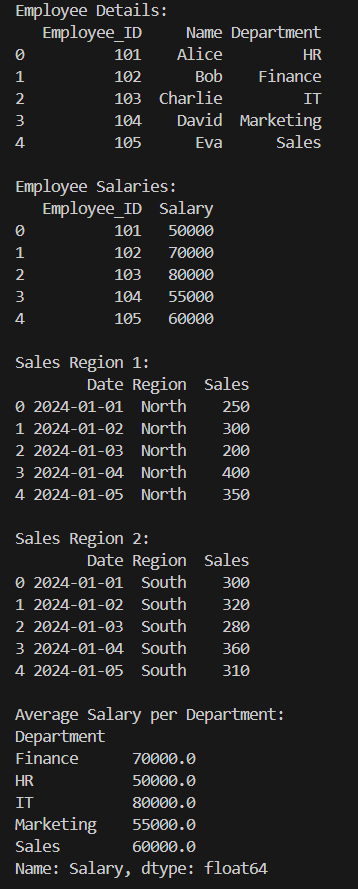 Employee Details:
   Employee_ID     Name Department
0          101    Alice         HR
1          102      Bob    Finance
2          103  Charlie         IT
3          104    David  Marketing
4          105      Eva      Sales

Employee Salaries:
   Employee_ID  Salary
0          101   50000
1          102   70000
2          103   80000
3          104   55000
4          105   60000

Sales Region 1:
        Date Region  Sales
0 2024-01-01  North    250
1 2024-01-02  North    300
2 2024-01-03  North    200
3 2024-01-04  North    400
4 2024-01-05  North    350

Sales Region 2:
        Date Region  Sales
0 2024-01-01  South    300
1 2024-01-02  South    320
2 2024-01-03  South    280
3 2024-01-04  South    360
4 2024-01-05  South    310

Average Salary per Department:
Department
Finance      70000.0
HR           50000.0
IT           80000.0
Marketing    55000.0
Sales        60000.0
Name: Salary, dtype: float64